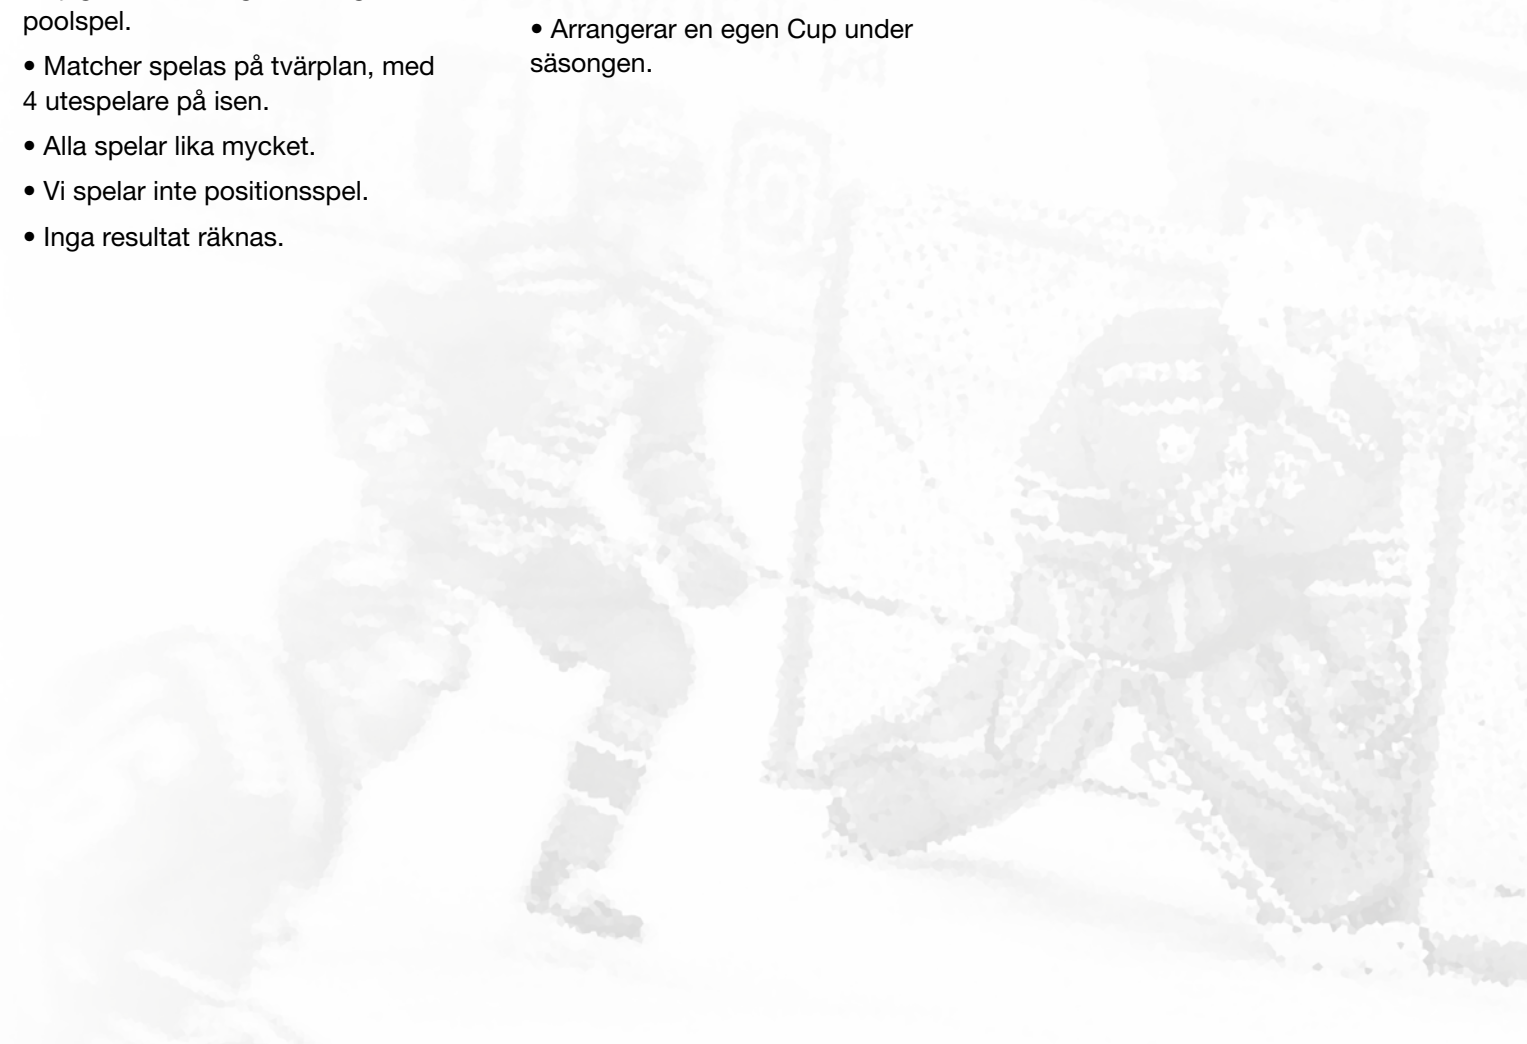 poolspel.
• Matcher spelas på tvärplan, med
4 utespelare på isen.
• Alla spelar lika mycket.
• Vi spelar inte positionsspel.
• Inga resultat räknas.
• Arrangerar en egen Cup under
säsongen.